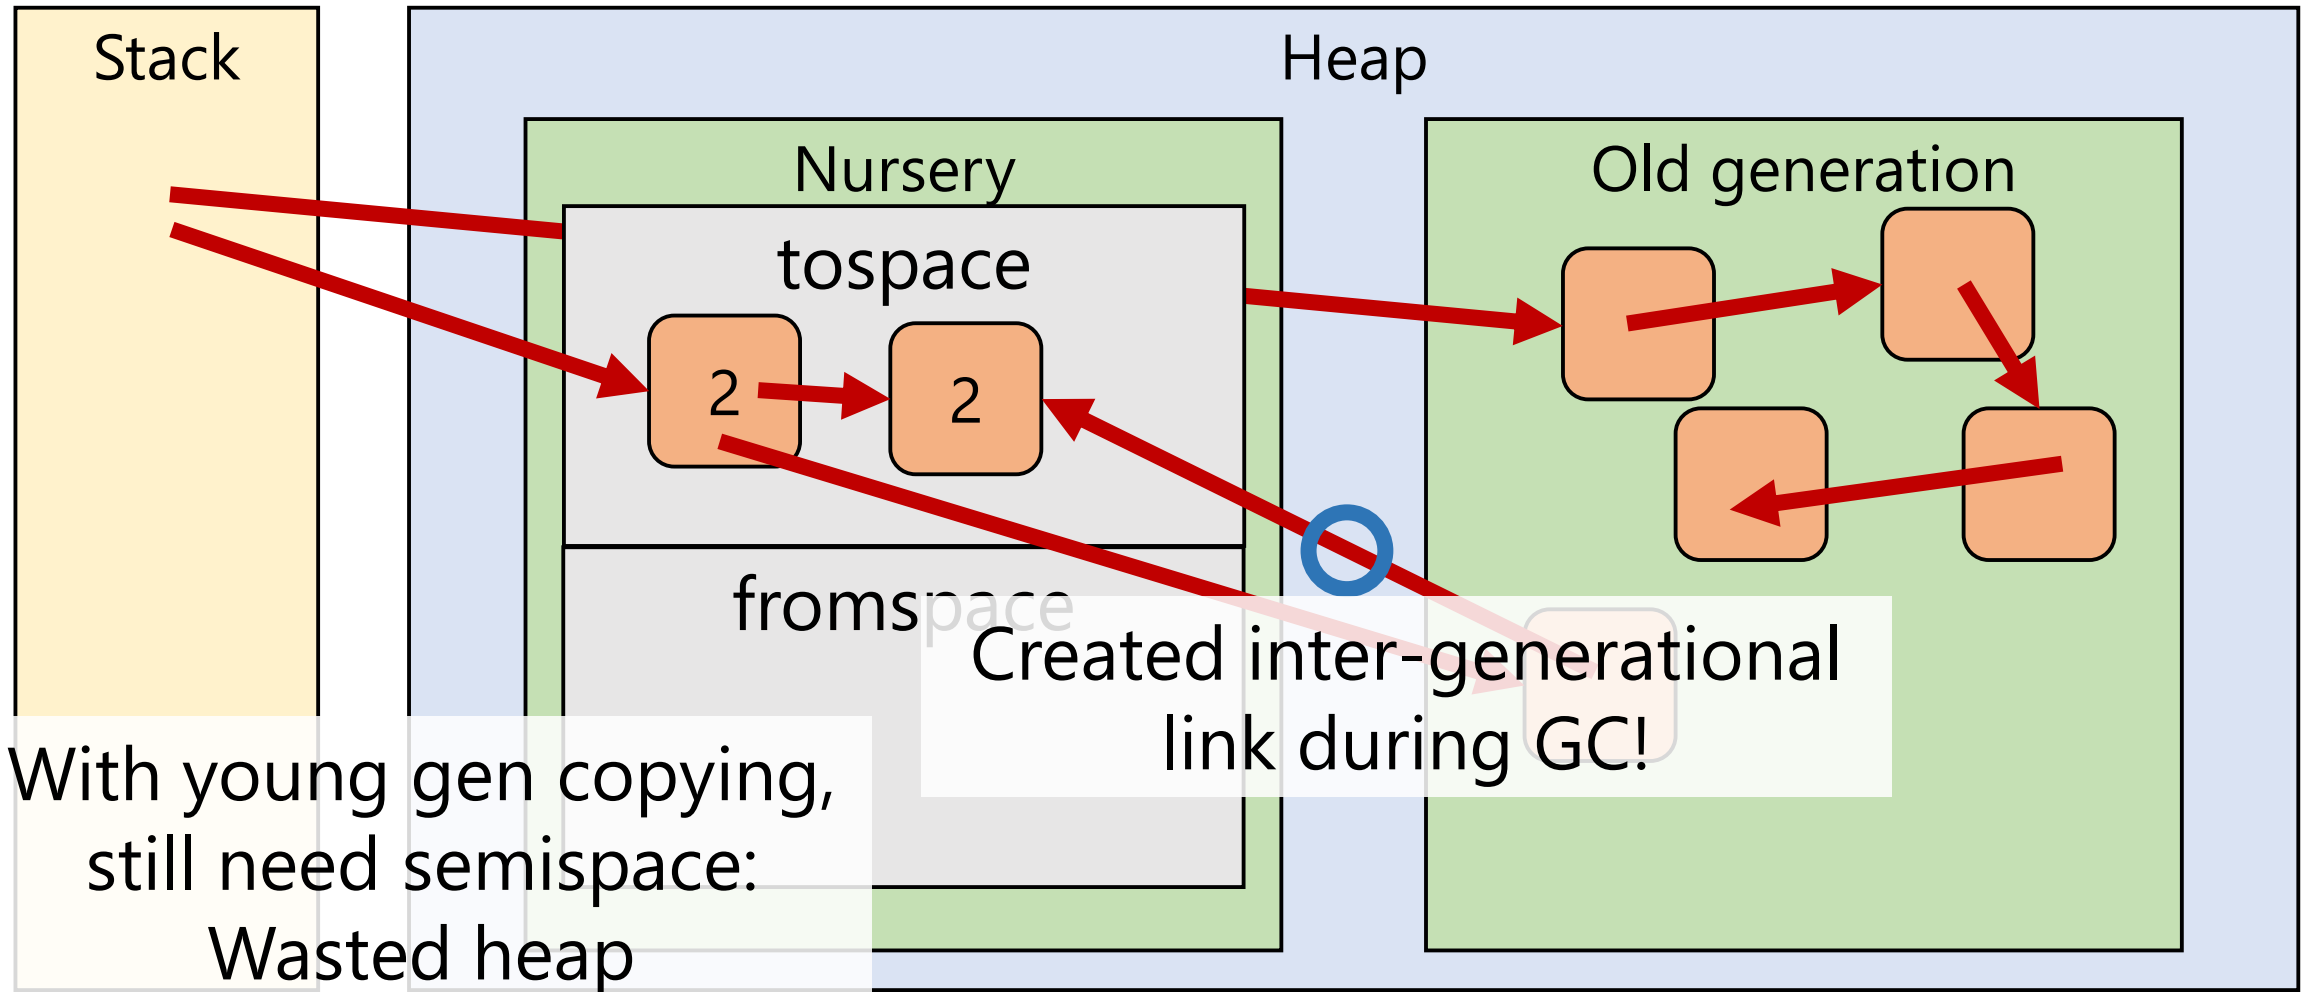 Stack
Heap
Nursery
Old generation
tospace
2
2
fromspace
Created inter-generational
link during GC!
With young gen copying,
still need semispace:
Wasted heap